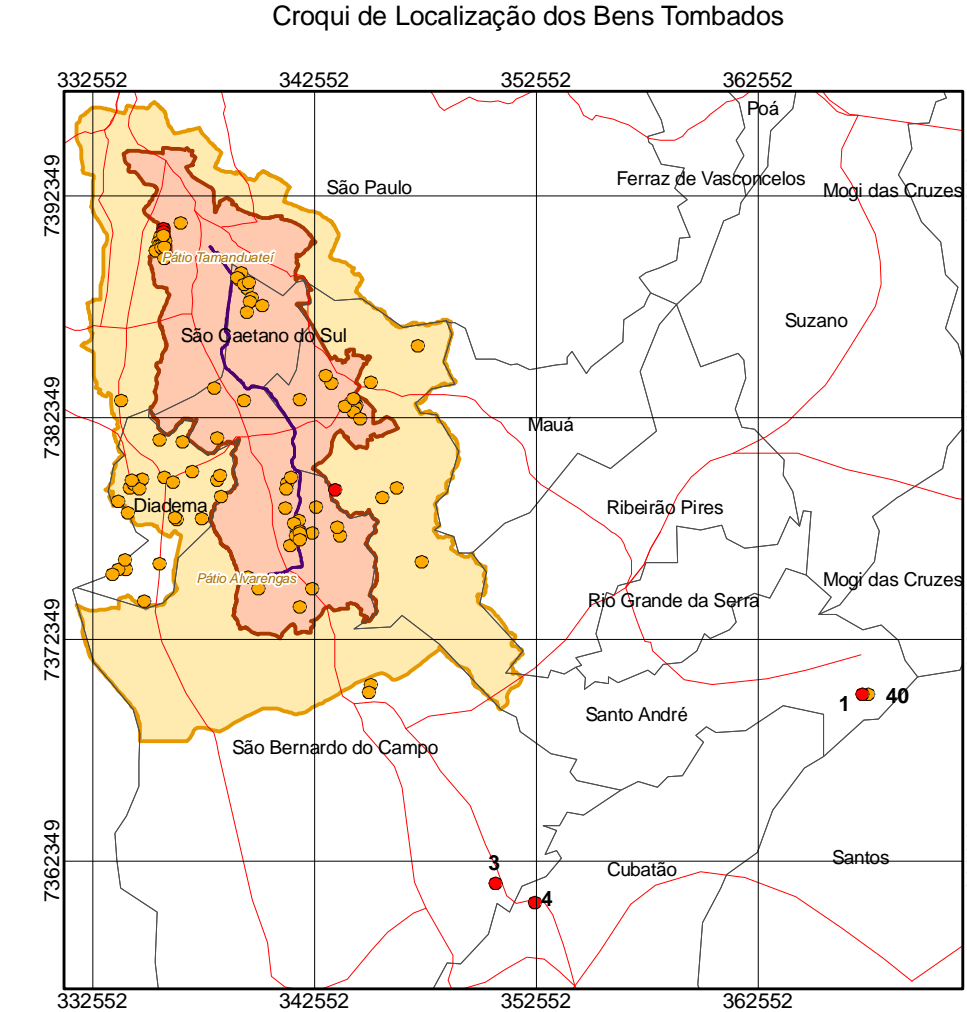 Croqui de Localização dos Bens Tombados
332552 342552 352552 362552
Poá
Ferraz de Vasconcelos
São Paulo
Mogi das Cruzes
7392349
Pátio Tamanduateí
Suzano
São Gaetano do Sul
7382349
Mauá
Diadema
Ribeirão Pires
Pátio Alvarengas
Mogi das Cruzes
Rio Grande da Serra
7372349
1 40
Santo André
São Bernardo do Campo
7362349
3
Santos
Cubatão
4
332552 342552 352552 362552